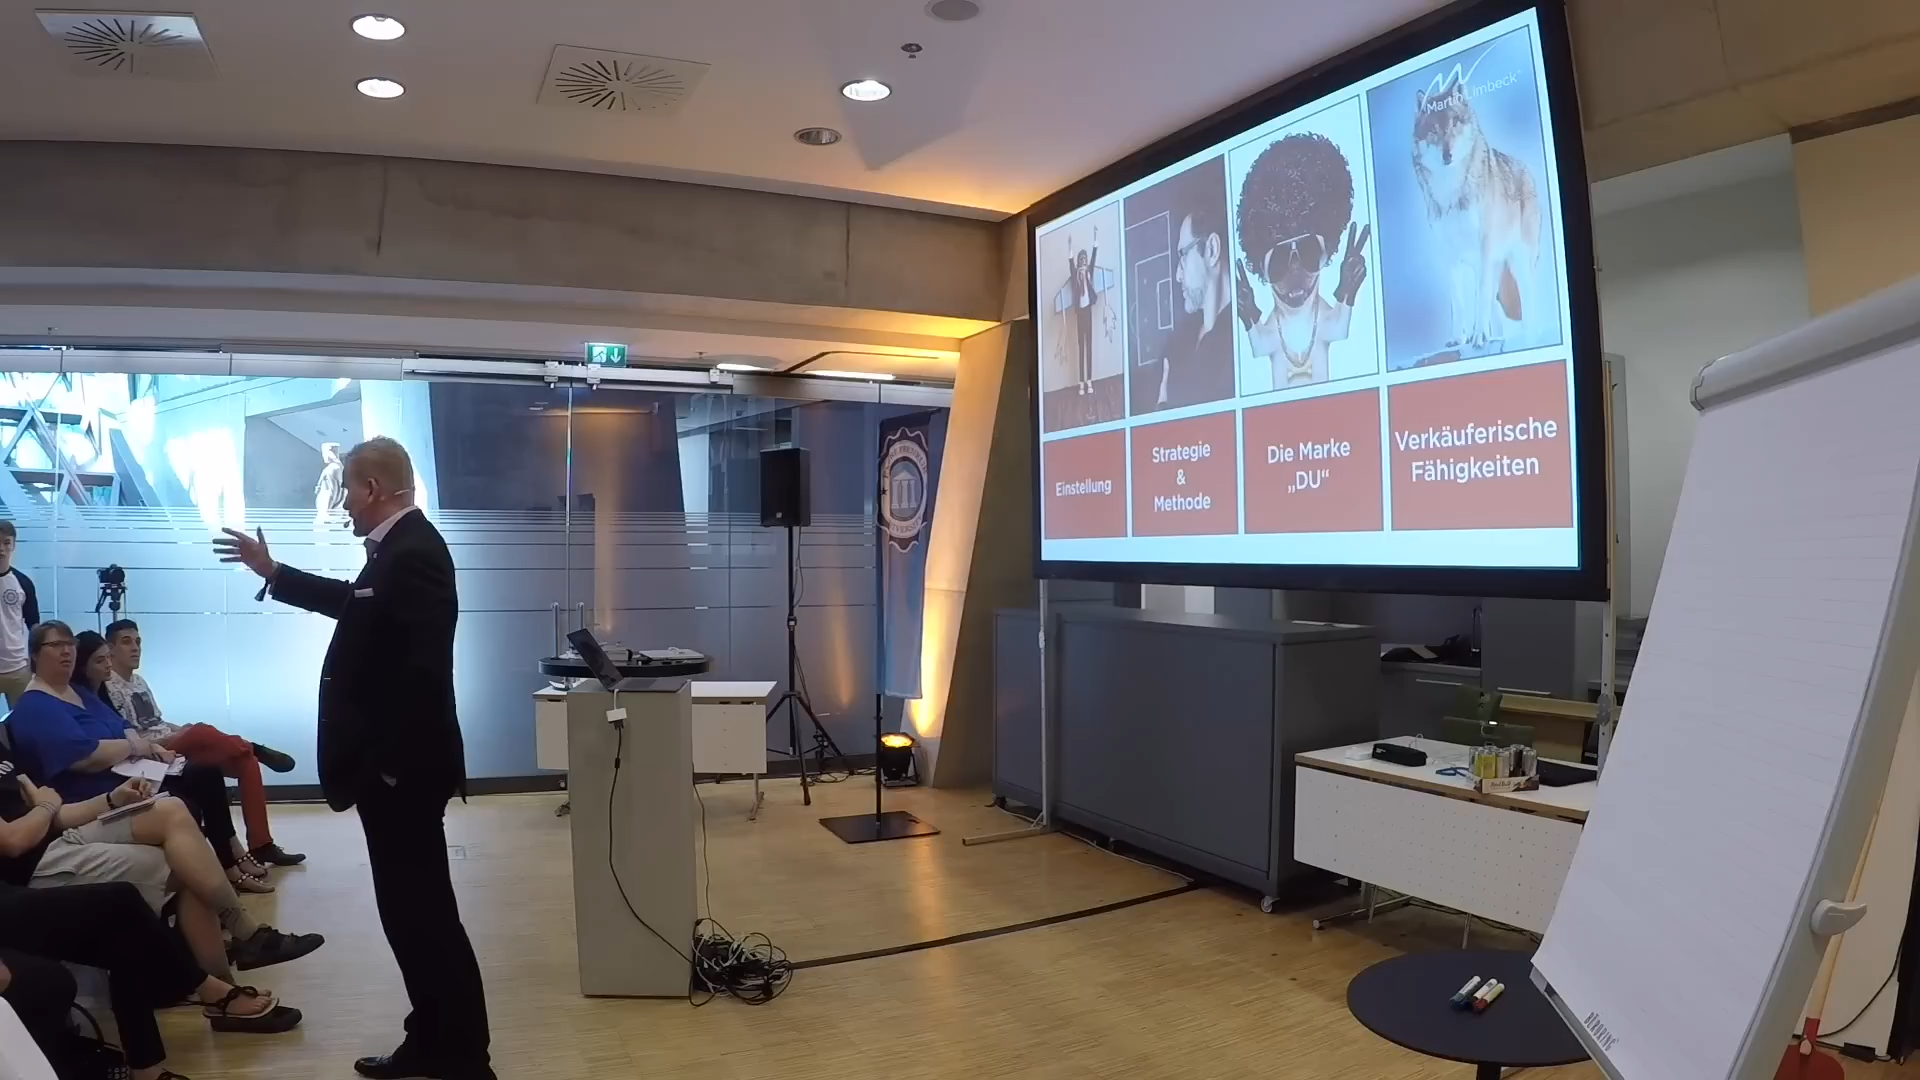 Martin Limbeck
Einstellung
Strategie
&
Methode
Die Marke
„DU“
Verkäuferische
Fähigkeiten